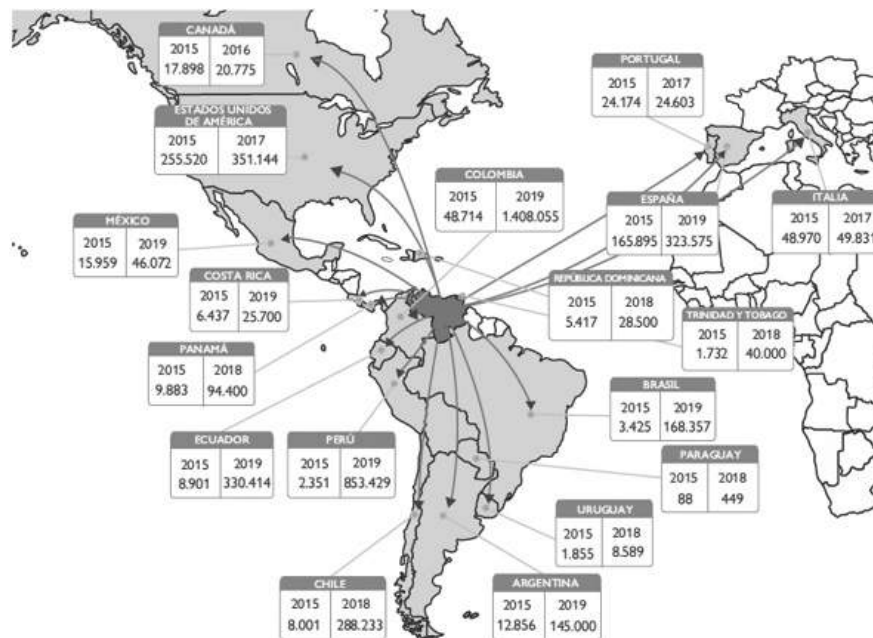 CANADÁ
2015 2016
17.898 20.775
ESTADOS UNIDOS
DE AMÉRICA
2015 2017
255.520 351.144
MÉXICO
2015 2019
15.959 46.072
COSTA RICA
2015 2019
6.437 25.700
PANAMÁ
2015 2018
9.883 94.400
ECUADOR
2015 2019
8.901 330.414
PERÚ
2015 2019
2.351 853.429
CHILE
2015 2018
8.001 288.233
ARGENTINA
2015 2019
12.856 145.000
URUGUAY
2015 2018
1.855 8.589
PARAGUAY
2015 2018
88 449
BRASIL
2015 2019
3.425 168.357
TRINIDAD Y TOBAGO
2015 2018
1.732 40.000
REPÚBLICA DOMINICANA
2015 2018
5.417 28.500
COLOMBIA
2015 2019
48.714 1.408.055
ESPAÑA
2015 2019
165.895 323.575
ITALIA
2015 2017
48.970 49.831
PORTUGAL
2015 2017
24.174 24.603